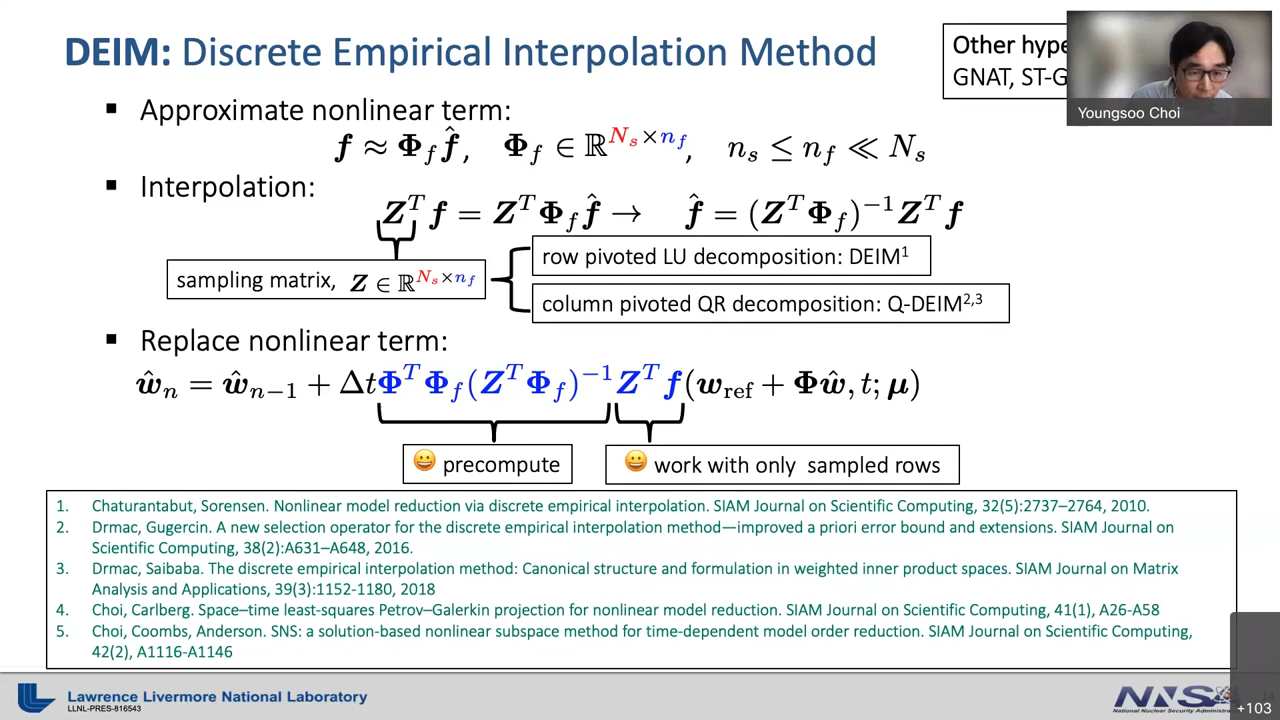 DEIM: Discrete Empirical Interpolation Method
Other hype
GNAT, ST-G
Youngsoo Choi
▪ Approximate nonlinear term:
f ≈ Φ_f f̂, Φ_f ∈ ℝ^{N_s×n_f}, n_s ≤ n_f ≪ N_s
▪ Interpolation:
Z^T f = Z^T Φ_f f̂ → f̂ = (Z^T Φ_f)^{-1} Z^T f
sampling matrix, Z ∈ ℝ^{N_s×n_f}
row pivoted LU decomposition: DEIM¹
column pivoted QR decomposition: Q-DEIM²,³
▪ Replace nonlinear term:
ŵ_n = ŵ_{n−1} + Δt Φ^T Φ_f (Z^T Φ_f)^{-1} Z^T f(w_ref + Φŵ, t; μ)
😀 precompute
😀 work with only sampled rows
1. Chaturantabut, Sorensen. Nonlinear model reduction via discrete empirical interpolation. SIAM Journal on Scientific Computing, 32(5):2737–2764, 2010.
2. Drmac, Gugercin. A new selection operator for the discrete empirical interpolation method—improved a priori error bound and extensions. SIAM Journal on
Scientific Computing, 38(2):A631–A648, 2016.
3. Drmac, Saibaba. The discrete empirical interpolation method: Canonical structure and formulation in weighted inner product spaces. SIAM Journal on Matrix
Analysis and Applications, 39(3):1152-1180, 2018
4. Choi, Carlberg. Space–time least-squares Petrov–Galerkin projection for nonlinear model reduction. SIAM Journal on Scientific Computing, 41(1), A26-A58
5. Choi, Coombs, Anderson. SNS: a solution-based nonlinear subspace method for time-dependent model order reduction. SIAM Journal on Scientific Computing,
42(2), A1116-A1146
Lawrence Livermore National Laboratory
LLNL-PRES-816543
National Nuclear Security
14
+103